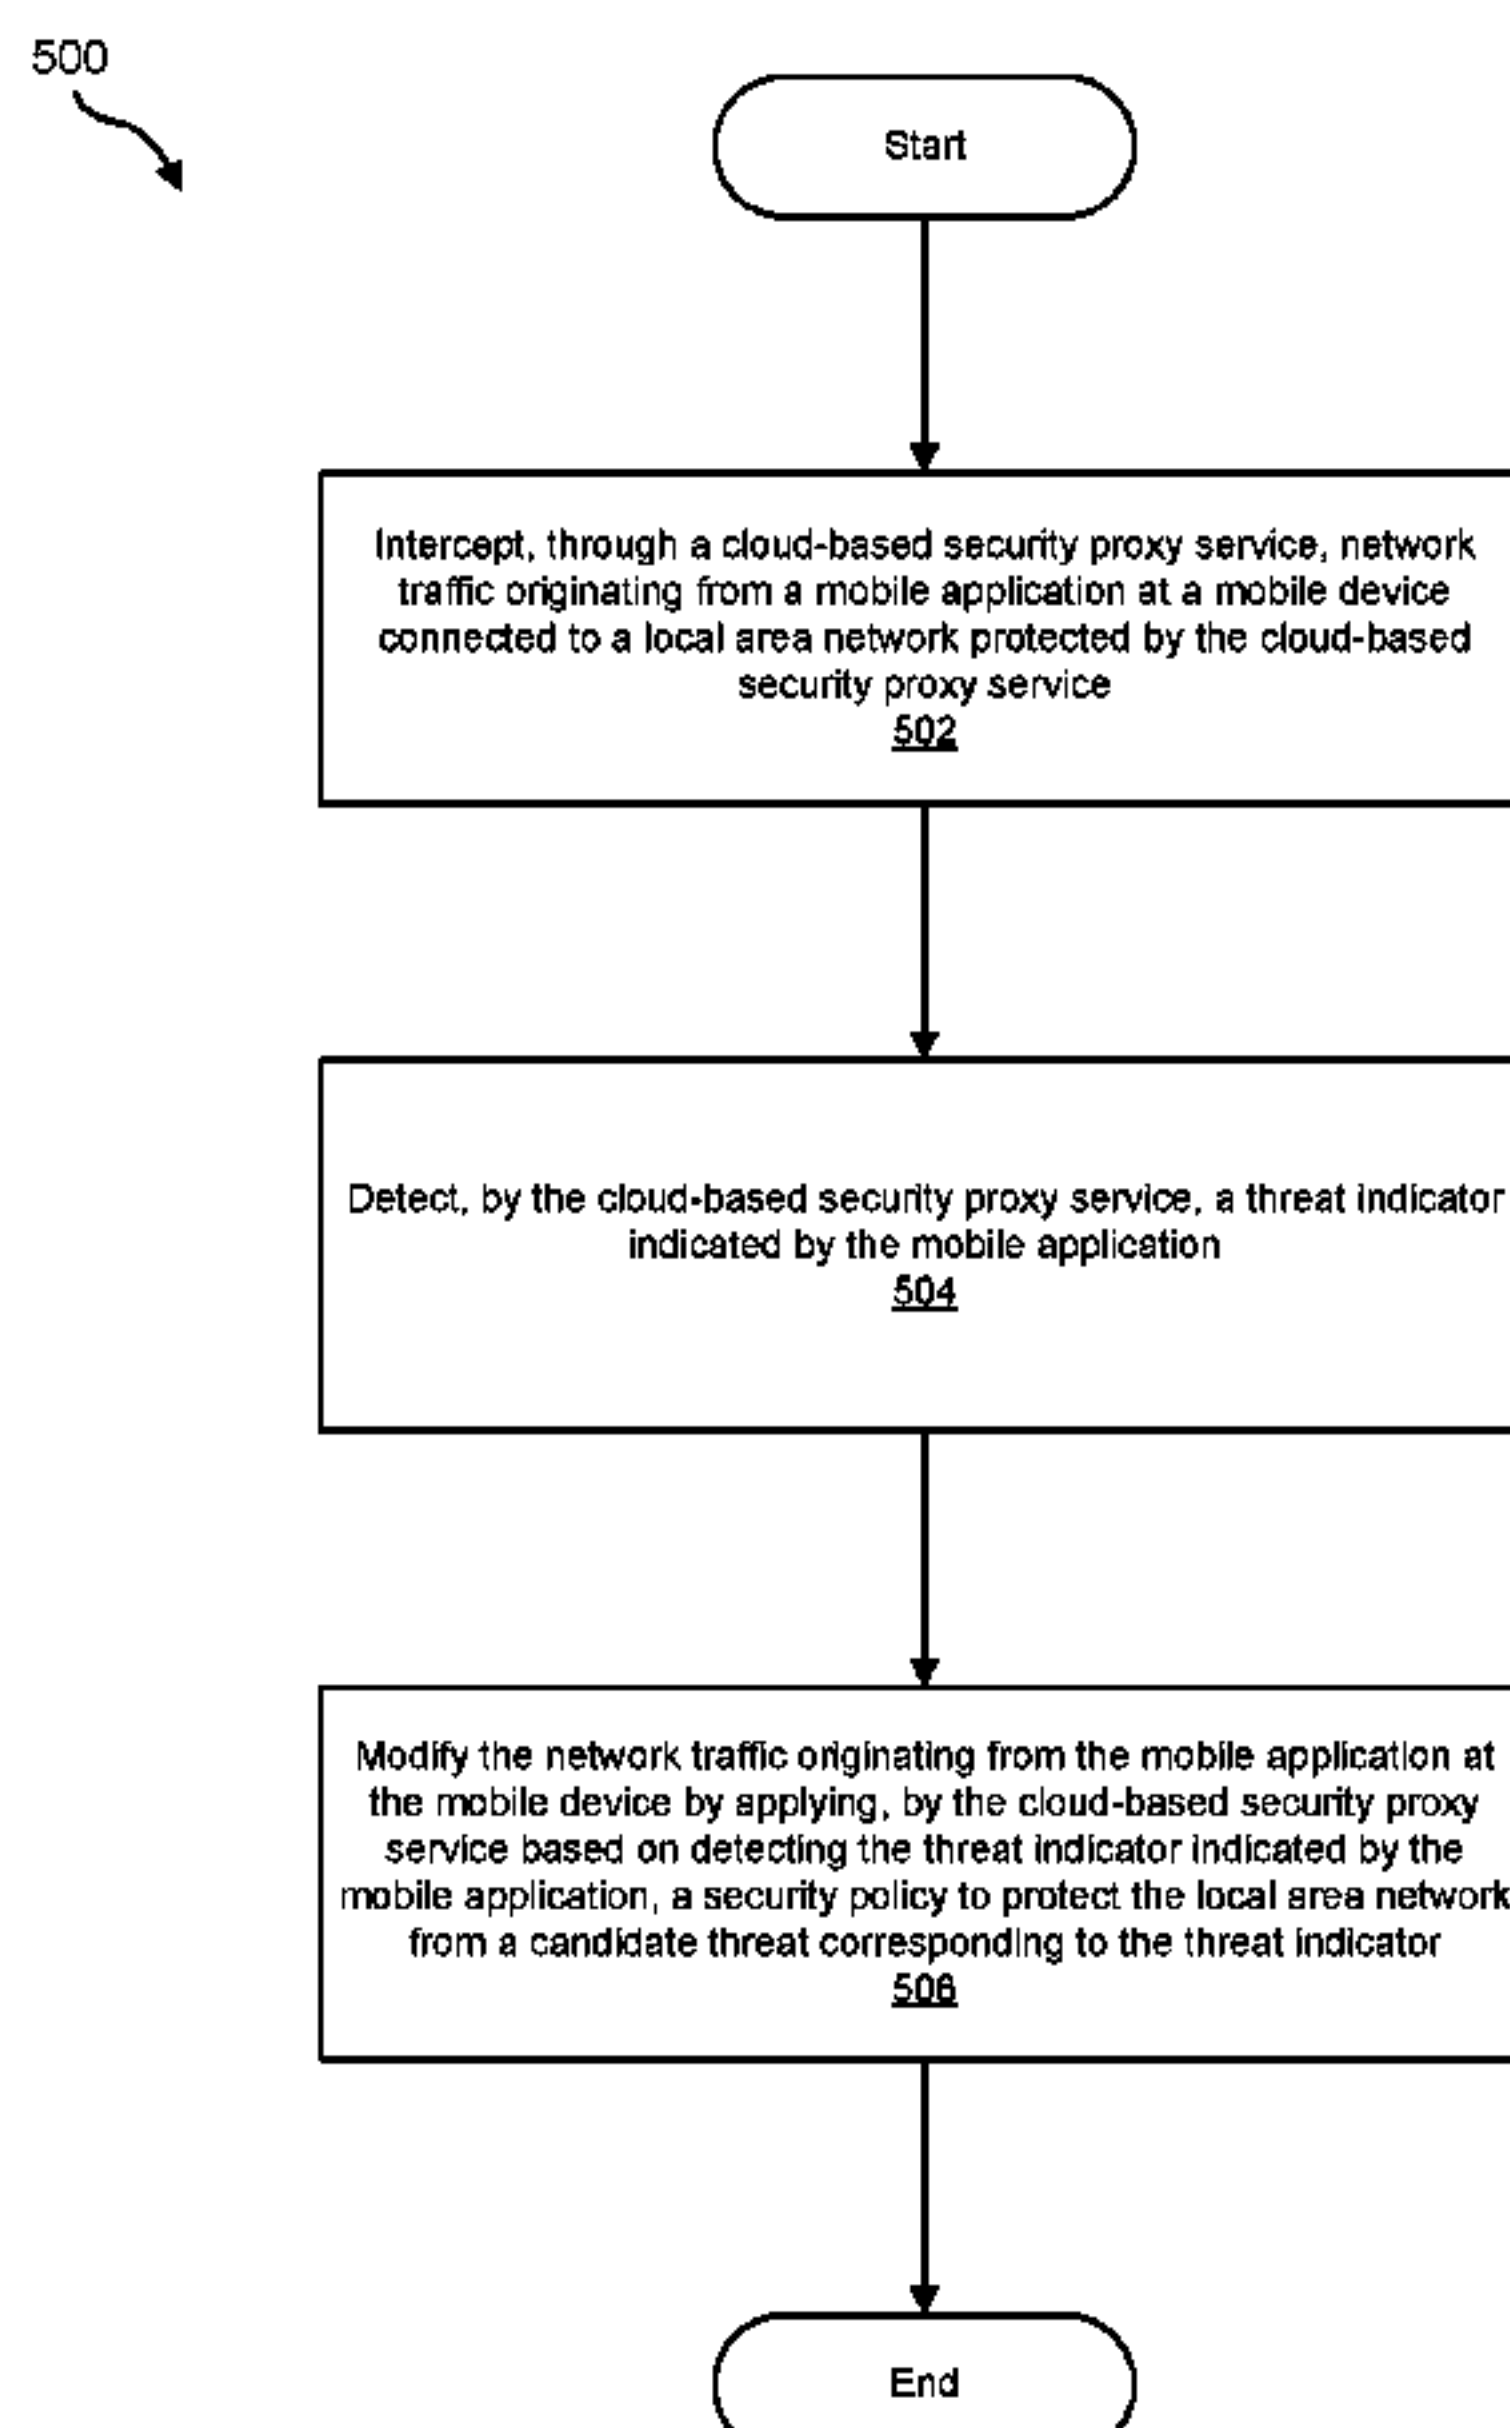 500
Start
Intercept, through a cloud-based security proxy service, network
traffic originating from a mobile application at a mobile device
connected to a local area network protected by the cloud-based
security proxy service
502
Detect, by the cloud-based security proxy service, a threat indicator
indicated by the mobile application
504
Modify the network traffic originating from the mobile application at
the mobile device by applying, by the cloud-based security proxy
service based on detecting the threat indicator indicated by the
mobile application, a security policy to protect the local area network
from a candidate threat corresponding to the threat indicator
506
End